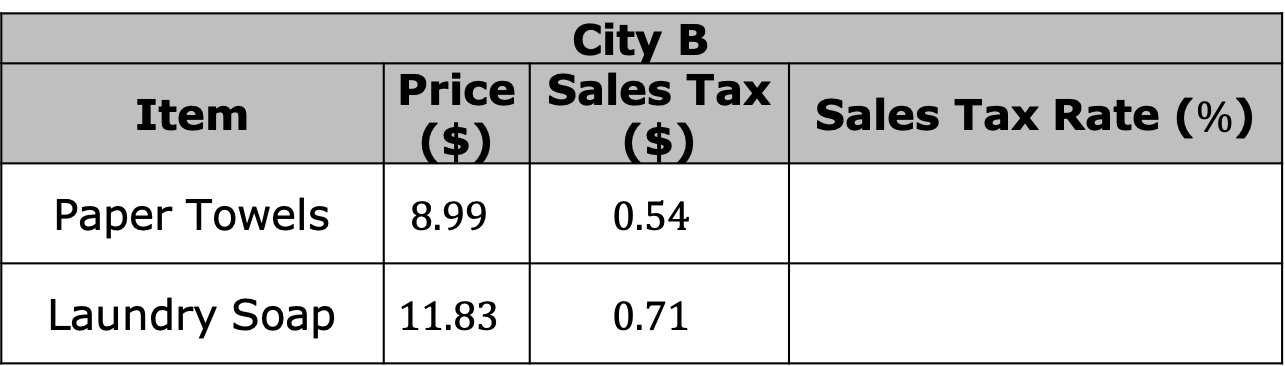 City B
Item Price ($) Sales Tax ($) Sales Tax Rate (%)
Paper Towels 8.99 0.54
Laundry Soap 11.83 0.71